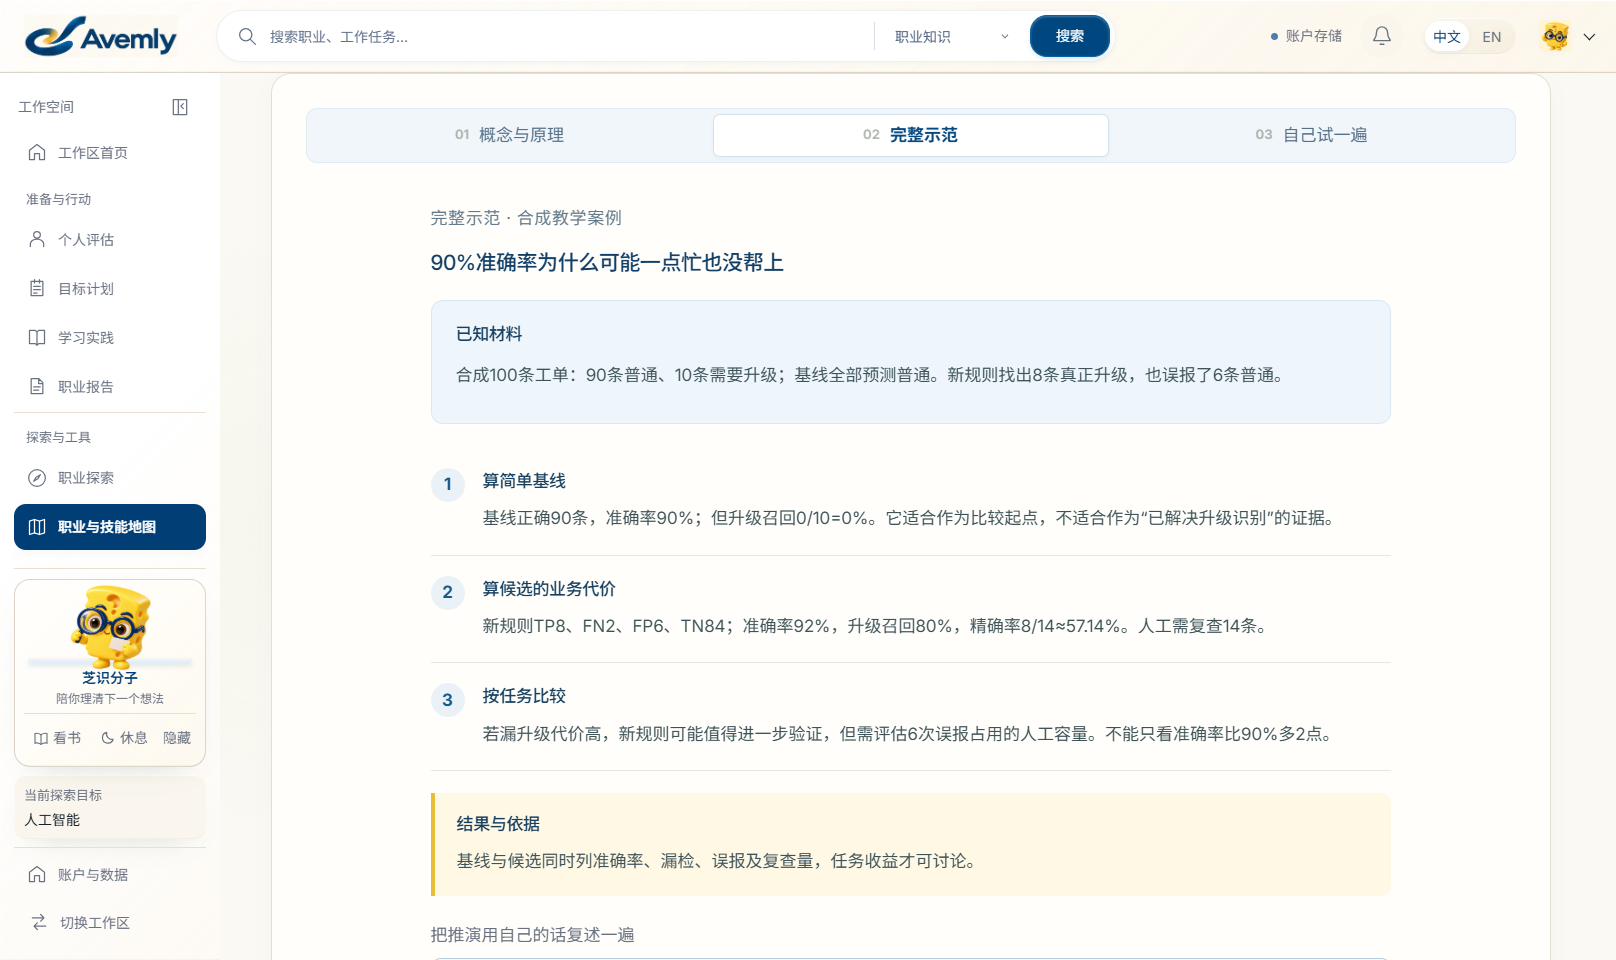 Avemly
搜索职业、工作任务...
职业知识
搜索
账户存储
中文
EN
工作空间
工作区首页
准备与行动
个人评估
目标计划
学习实践
职业报告
探索与工具
职业探索
职业与技能地图
芝识分子
陪你理清下一个想法
看书
休息
隐藏
当前探索目标
人工智能
账户与数据
切换工作区
01 概念与原理
02 完整示范
03 自己试一遍
完整示范 · 合成教学案例
90%准确率为什么可能一点忙也没帮上
已知材料
合成100条工单：90条普通、10条需要升级；基线全部预测普通。新规则找出8条真正升级，也误报了6条普通。
1
算简单基线
基线正确90条，准确率90%；但升级召回0/10=0%。它适合作为比较起点，不适合作为“已解决升级识别”的证据。
2
算候选的业务代价
新规则TP8、FN2、FP6、TN84；准确率92%，升级召回80%，精确率8/14≈57.14%。人工需复查14条。
3
按任务比较
若漏升级代价高，新规则可能值得进一步验证，但需评估6次误报占用的人工容量。不能只看准确率比90%多2点。
结果与依据
基线与候选同时列准确率、漏检、误报及复查量，任务收益才可讨论。
把推演用自己的话复述一遍